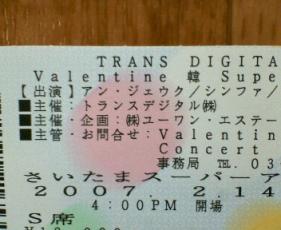 TRANS DIGITA
Valentine 韓 Supe
【出演】アン・ジェウク/シンファ/
■主催:トランスデジタル㈱
■主催・企画:㈱ユーワン・エステー
■主管・お問合せ:Valentin
Concert
事務局 ℡.03
さいたまスーパーア
2007. 2.14
4:00PM 開場
S席